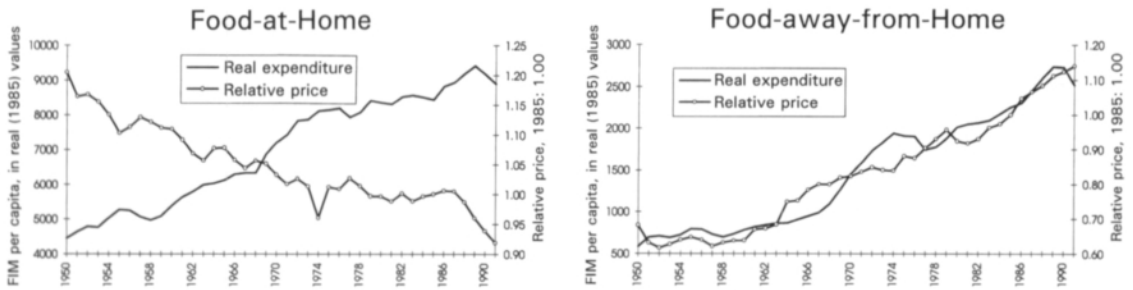 Food-at-Home
FIM per capita, in real (1985) values
10000
9000
8000
7000
6000
5000
4000
Real expenditure
Relative price
1.25
1.20
1.15
1.10
1.05
1.00
0.95
0.90
Relative price, 1985: 1.00
1950 1954 1958 1962 1966 1970 1974 1978 1982 1986 1990
Food-away-from-Home
FIM per capita, in real (1985) values
3000
2500
2000
1500
1000
500
Real expenditure
Relative price
1.20
1.10
1.00
0.90
0.80
0.70
0.60
Relative price, 1985: 1.00
1950 1954 1958 1962 1966 1970 1974 1978 1982 1986 1990